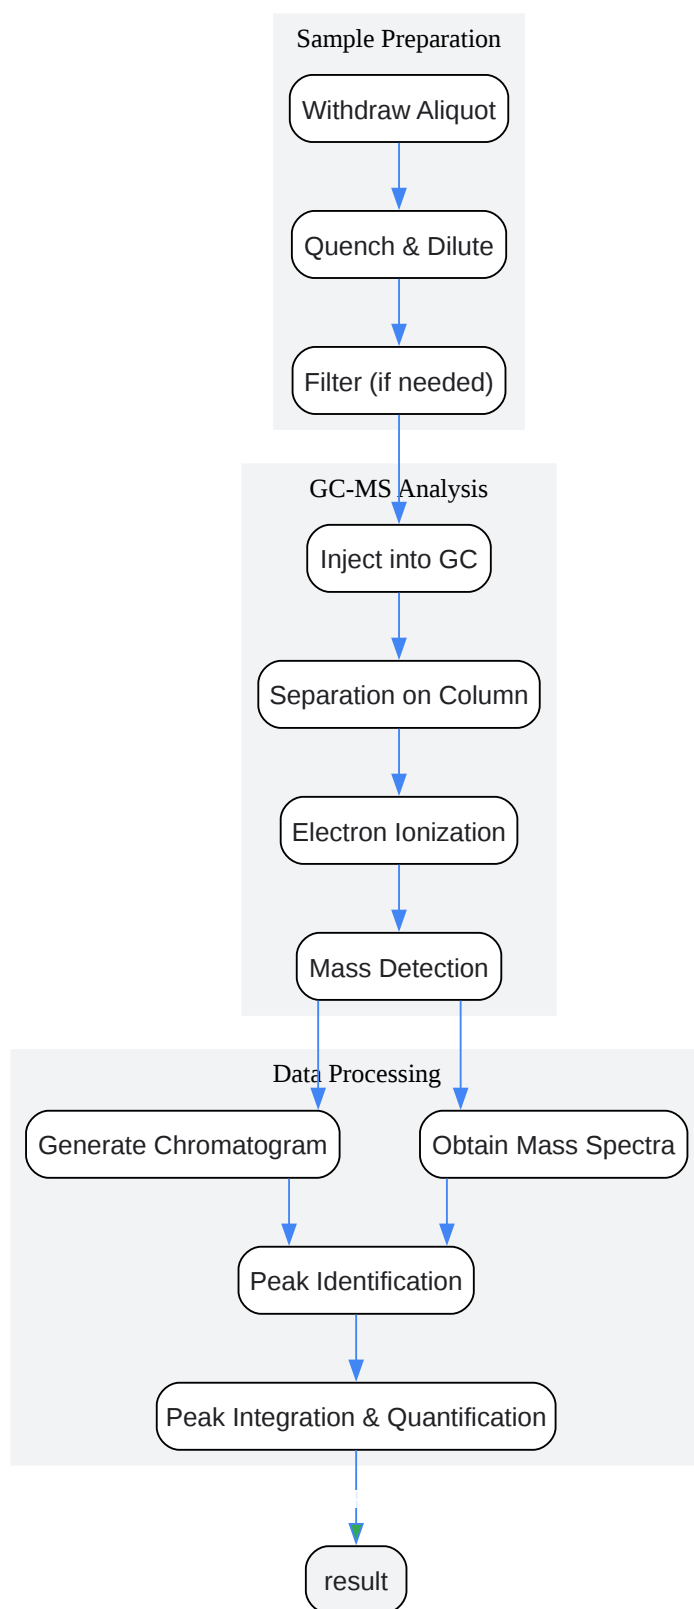 Sample Preparation
Withdraw Aliquot
Quench & Dilute
Filter (if needed)
GC-MS Analysis
Inject into GC
Separation on Column
Electron Ionization
Mass Detection
Data Processing
Generate Chromatogram
Obtain Mass Spectra
Peak Identification
Peak Integration & Quantification
result